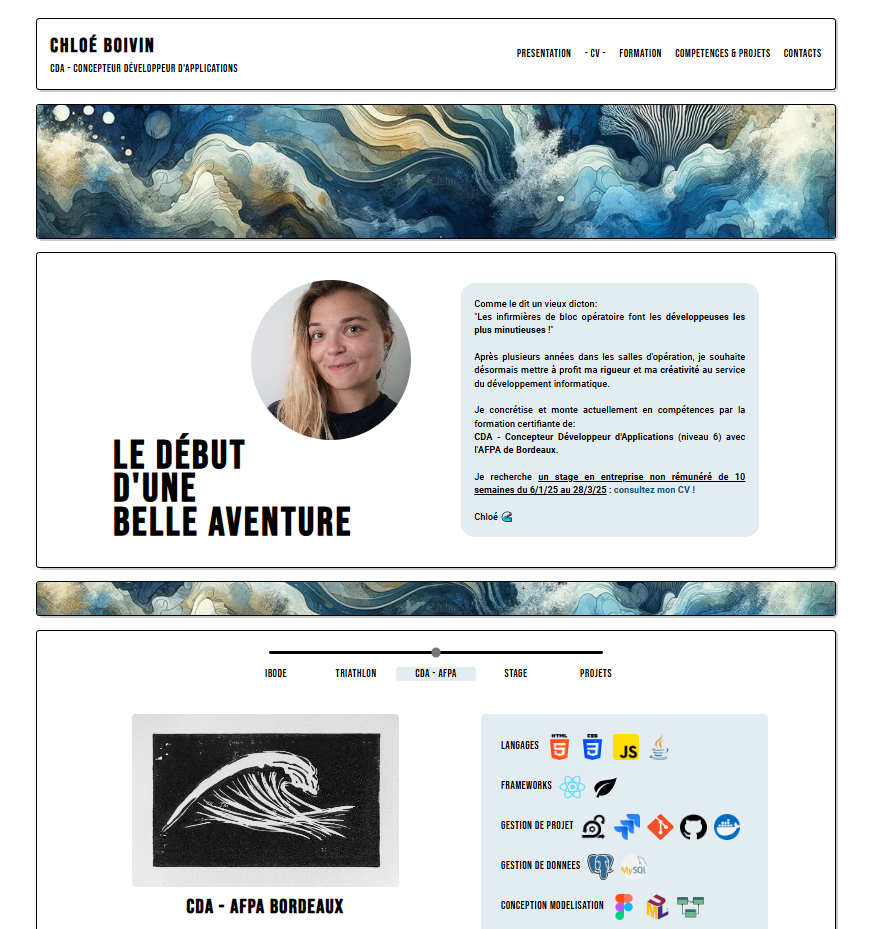 CHLOÉ BOIVIN
CDA - CONCEPTEUR DÉVELOPPEUR D'APPLICATIONS
PRESENTATION
- CV -
FORMATION
COMPETENCES & PROJETS
CONTACTS
LE DÉBUT
D'UNE
BELLE AVENTURE
Comme le dit un vieux dicton:
"Les infirmières de bloc opératoire font les développeuses les
plus minutieuses !"
Après plusieurs années dans les salles d'opération, je souhaite
désormais mettre à profit ma rigueur et ma créativité au service
du développement informatique.
Je concrétise et monte actuellement en compétences par la
formation certifiante de:
CDA - Concepteur Développeur d'Applications (niveau 6) avec
l'AFPA de Bordeaux.
Je recherche un stage en entreprise non rémunéré de 10
semaines du 6/1/25 au 28/3/25 : consultez mon CV !
Chloé
IBODE
TRIATHLON
CDA - AFPA
STAGE
PROJETS
CDA - AFPA BORDEAUX
LANGAGES
HTML
5
CSS
3
JS
FRAMEWORKS
GESTION DE PROJET
GESTION DE DONNEES
MySQL
CONCEPTION MODELISATION
UML